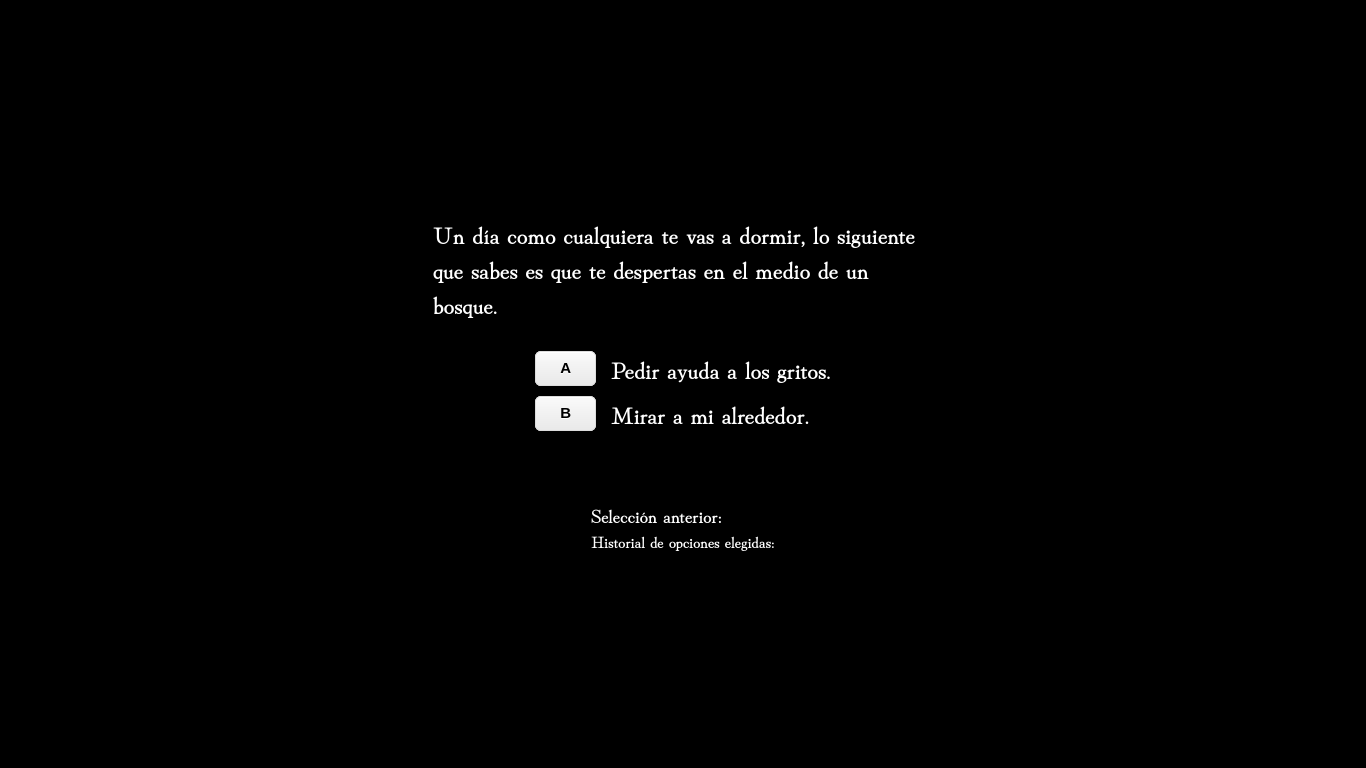 Un día como cualquiera te vas a dormir, lo siguiente
que sabes es que te despertas en el medio de un
bosque.
A Pedir ayuda a los gritos.
B Mirar a mi alrededor.
Selección anterior:
Historial de opciones elegidas: